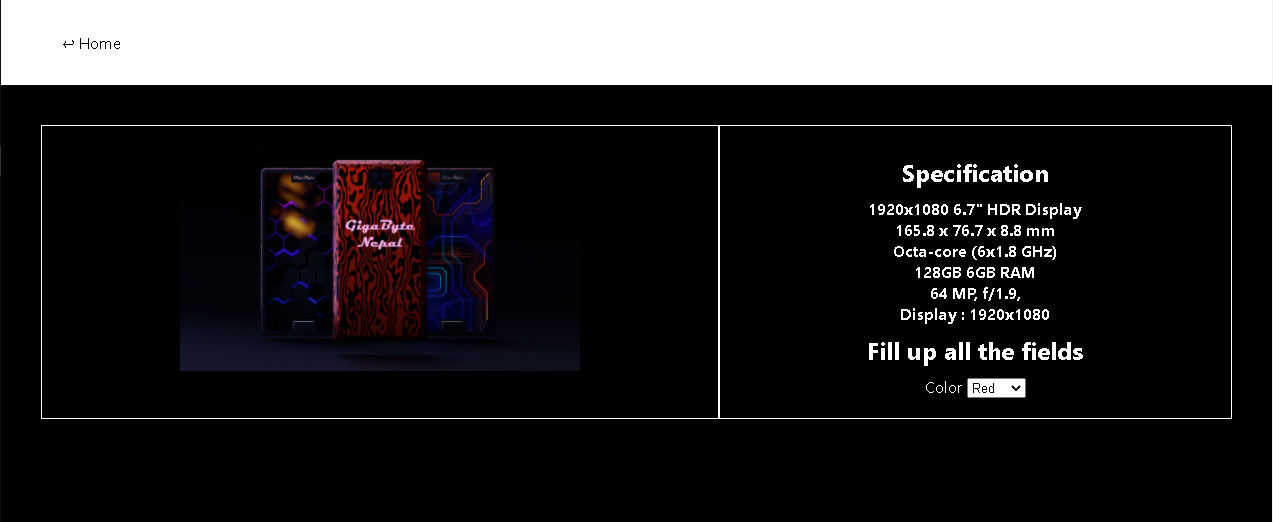 ↩ Home
GigaByte
Nepal
Specification
1920x1080 6.7" HDR Display
165.8 x 76.7 x 8.8 mm
Octa-core (6x1.8 GHz)
128GB 6GB RAM
64 MP, f/1.9,
Display : 1920x1080
Fill up all the fields
Color Red